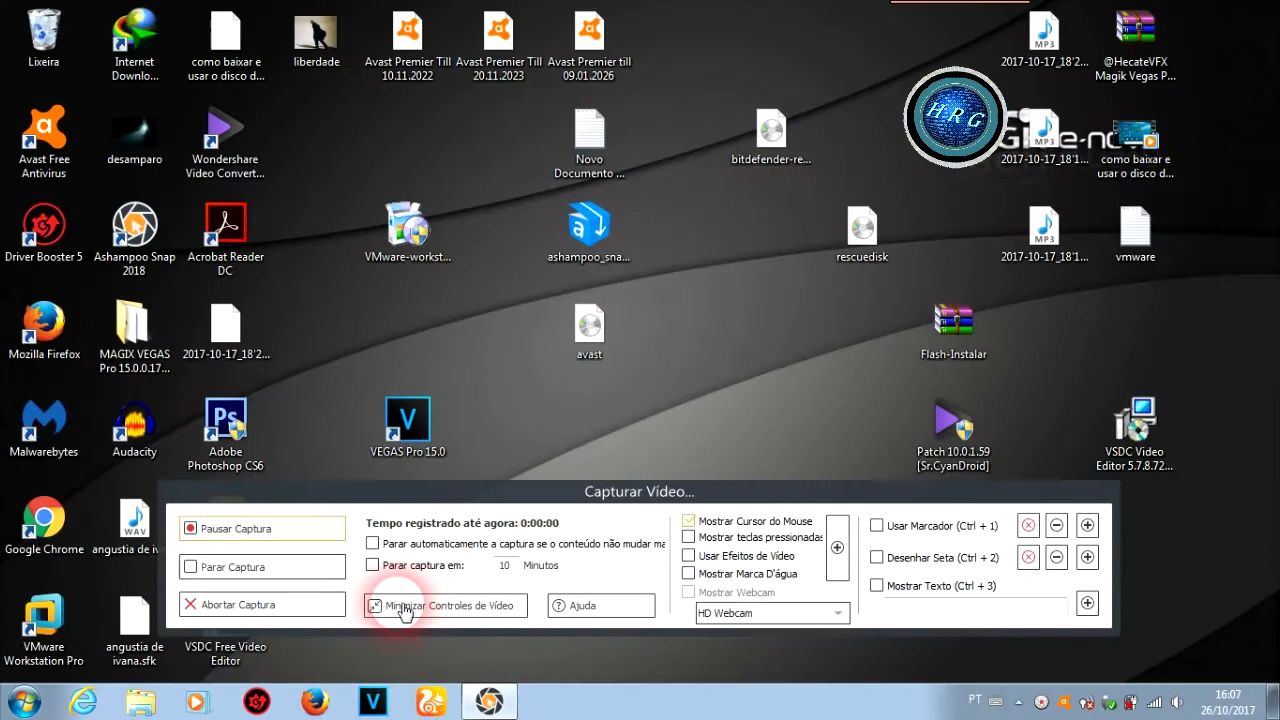 Lixeira
Internet
Downlo...
como baixar e
usar o disco d...
liberdade
Avast Premier Till
10.11.2022
Avast Premier Till
20.11.2023
Avast Premier till
09.01.2026
MP3
2017-10-17_18'2...
@HecateVFX
Magik Vegas P...
HRG
Avast Free
Antivirus
desamparo
Wondershare
Video Convert...
Novo
Documento ...
bitdefender-re...
e-no
MP3
2017-10-17_18'1...
como baixar e
usar o disco d...
Driver Booster 5
Ashampoo Snap
2018
Acrobat Reader
DC
VMware-workst...
ashampoo_sna...
rescuedisk
MP3
2017-10-17_18'1...
vmware
Mozilla Firefox
MAGIX VEGAS
Pro 15.0.0.17...
2017-10-17_18'2...
avast
Flash-Instalar
Malwarebytes
Audacity
Ps
Adobe
Photoshop CS6
V
VEGAS Pro 15.0
Patch 10.0.1.59
[Sr.CyanDroid]
VSDC Video
Editor 5.7.8.72...
Google Chrome
WAV
angustia de iv
VMware
Workstation Pro
angustia de
ivana.sfk
VSDC Free Video
Editor
Capturar Vídeo...
Pausar Captura
Parar Captura
Abortar Captura
Tempo registrado até agora: 0:00:00
Parar automaticamente a captura se o conteúdo não mudar ma
Parar captura em: 10 Minutos
Minimizar Controles de Vídeo
Ajuda
Mostrar Cursor do Mouse
Mostrar teclas pressionadas
Usar Efeitos de Vídeo
Mostrar Marca D'água
Mostrar Webcam
HD Webcam
Usar Marcador (Ctrl + 1)
Desenhar Seta (Ctrl + 2)
Mostrar Texto (Ctrl + 3)
V
PT
16:07
26/10/2017